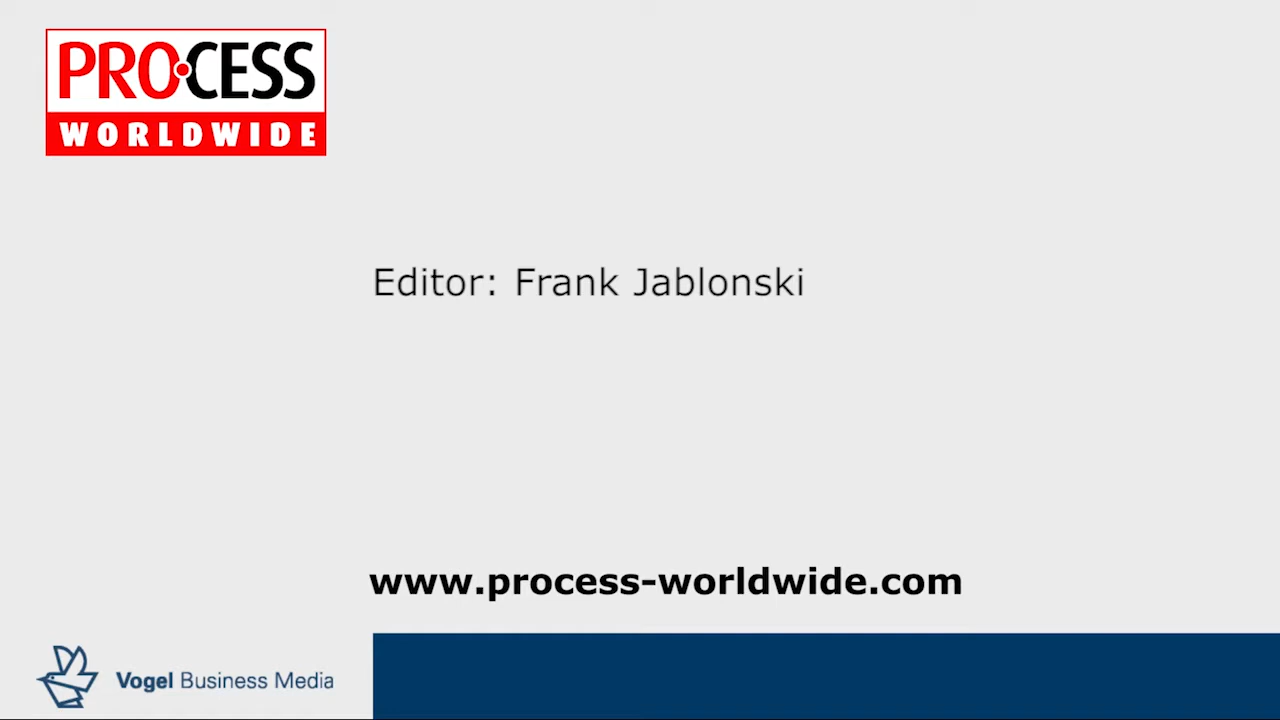 PRO•CESS
WORLDWIDE
Editor: Frank Jablonski
www.process-worldwide.com
Vogel Business Media